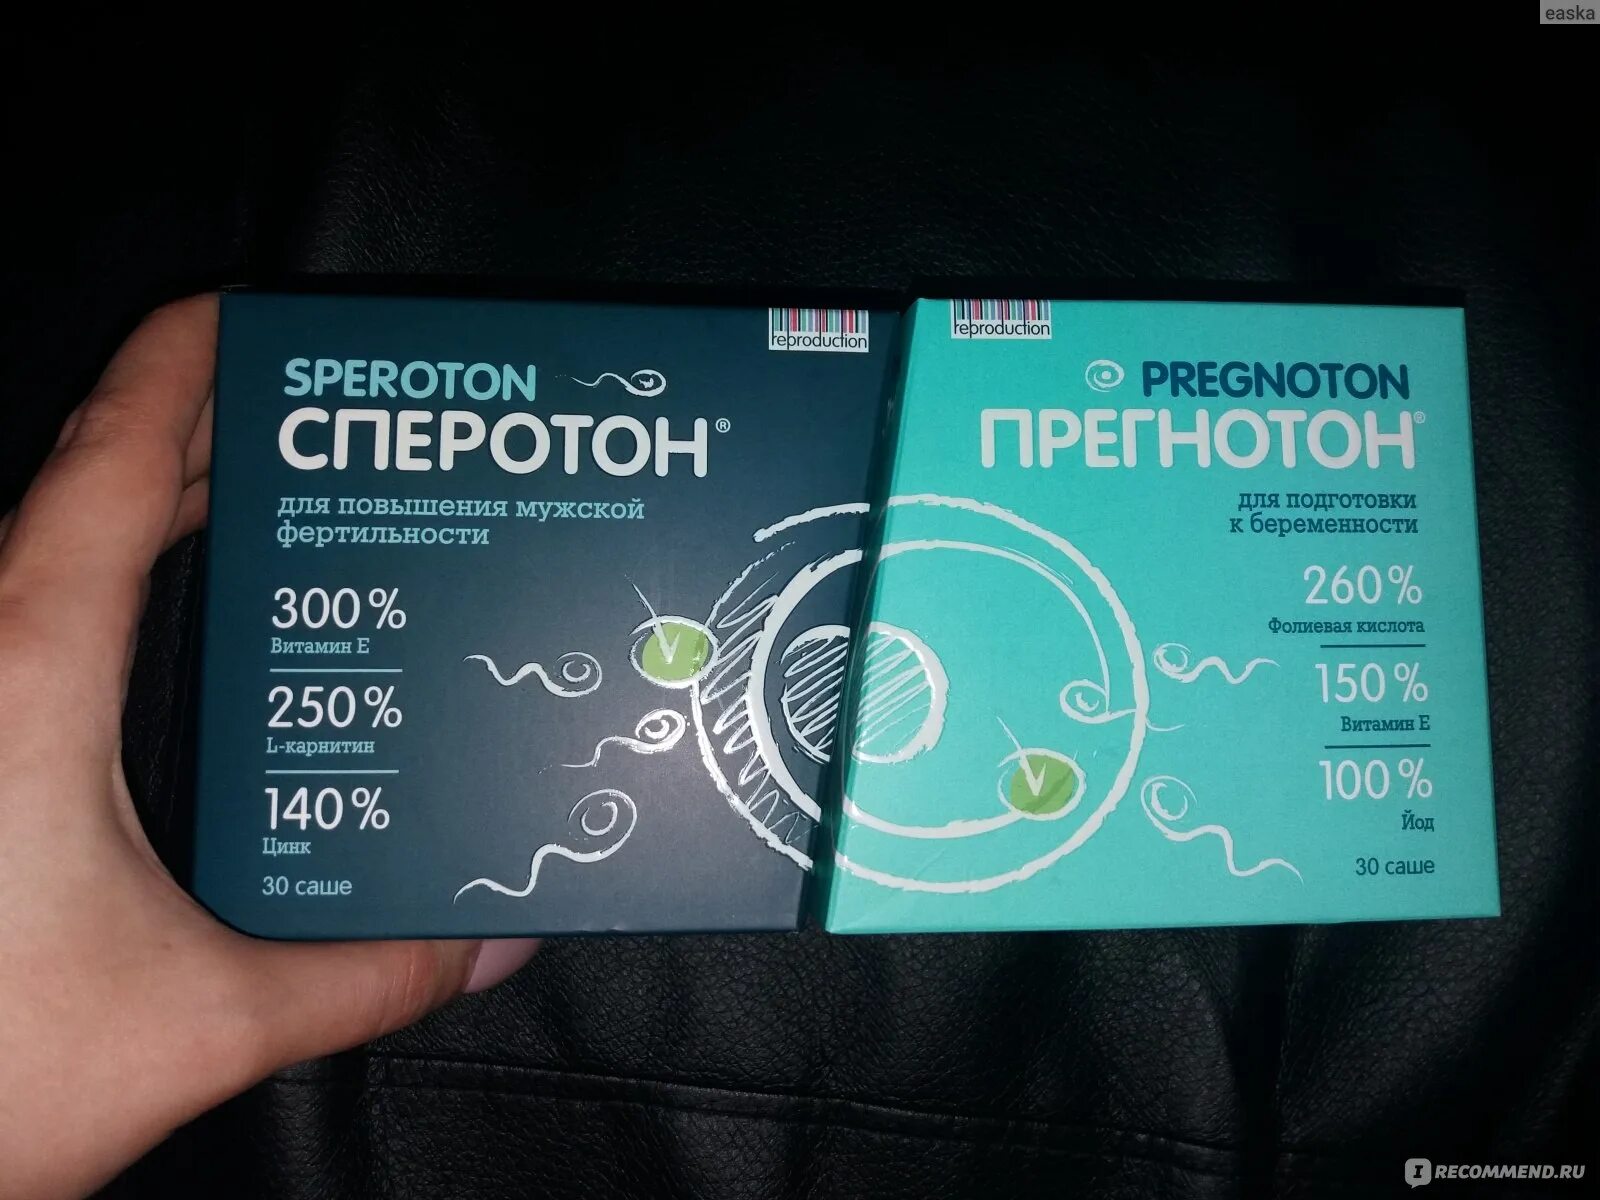 easka
reproduction
SPEROTON
СПЕРОТОН®
для повышения мужской
фертильности
300%
Витамин Е
250%
L-карнитин
140%
Цинк
30 саше
reproduction
PREGNOTON
ПРЕГНОТОН®
для подготовки
к беременности
260%
Фолиевая кислота
150%
Витамин Е
100%
Йод
30 саше
IRECOMMEND.RU